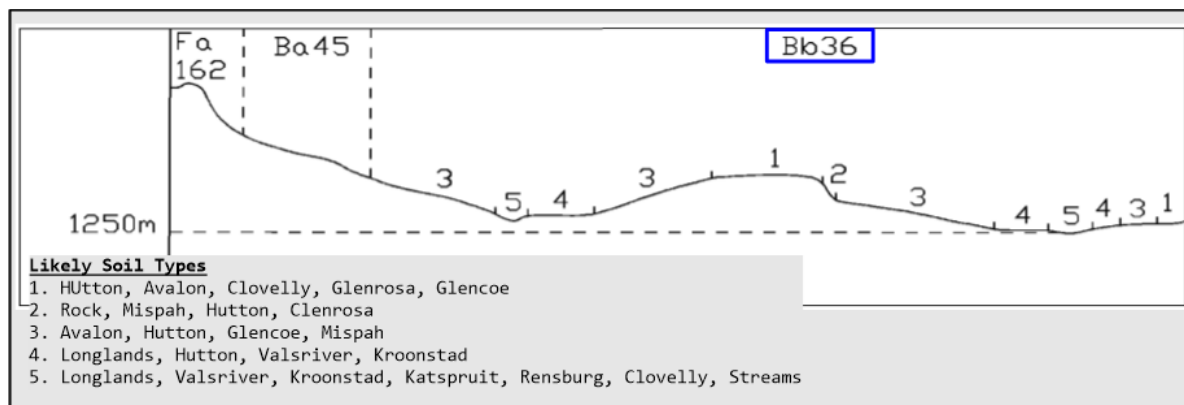 Fa
162
Ba45
Bb36
1
3
2
3
3
5
4
4
5
4
3
1
1250m
Likely Soil Types
1. HUtton, Avalon, Clovelly, Glenrosa, Glencoe
2. Rock, Mispah, Hutton, Clenrosa
3. Avalon, Hutton, Glencoe, Mispah
4. Longlands, Hutton, Valsriver, Kroonstad
5. Longlands, Valsriver, Kroonstad, Katspruit, Rensburg, Clovelly, Streams